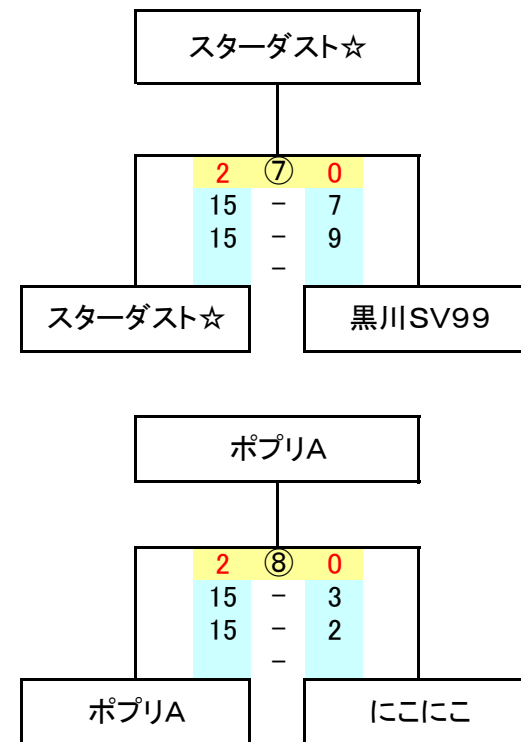 スターダスト☆
2 ⑦ 0
15 － 7
15 － 9
－
スターダスト☆ 黒川ＳＶ９９
ポプリＡ
2 ⑧ 0
15 － 3
15 － 2
－
ポプリＡ にこにこ